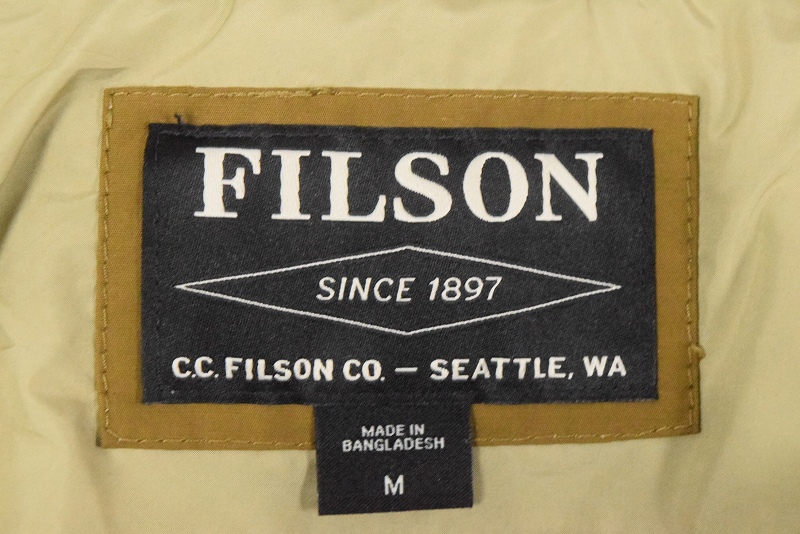 FILSON
SINCE 1897
C.C. FILSON CO. — SEATTLE, WA
MADE IN
BANGLADESH
M